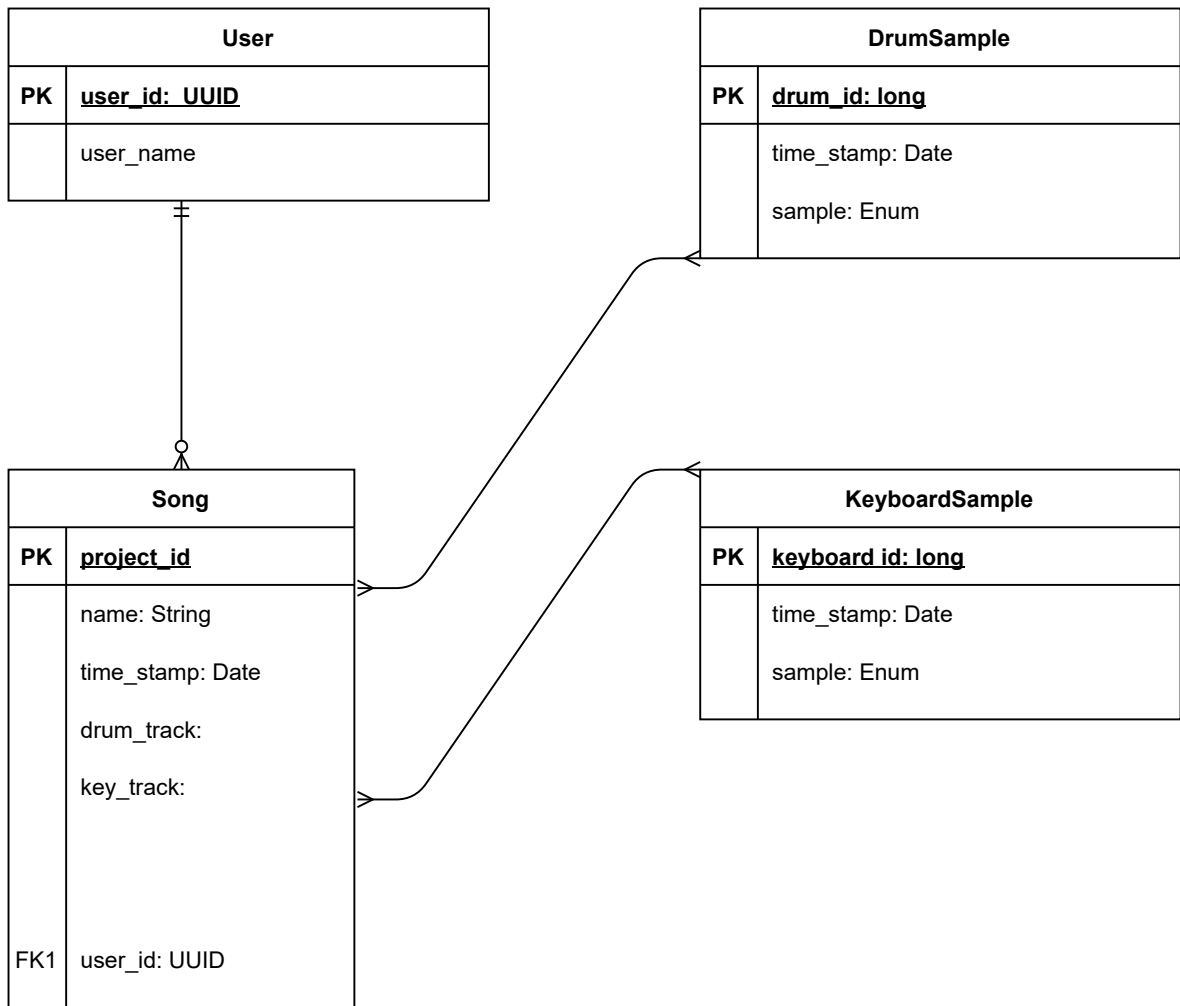 User
PK user_id:  UUID
user_name
DrumSample
PK drum_id: long
time_stamp: Date
sample: Enum
Song
PK project_id
name: String
time_stamp: Date
drum_track:
key_track:
FK1 user_id: UUID
KeyboardSample
PK keyboard id: long
time_stamp: Date
sample: Enum